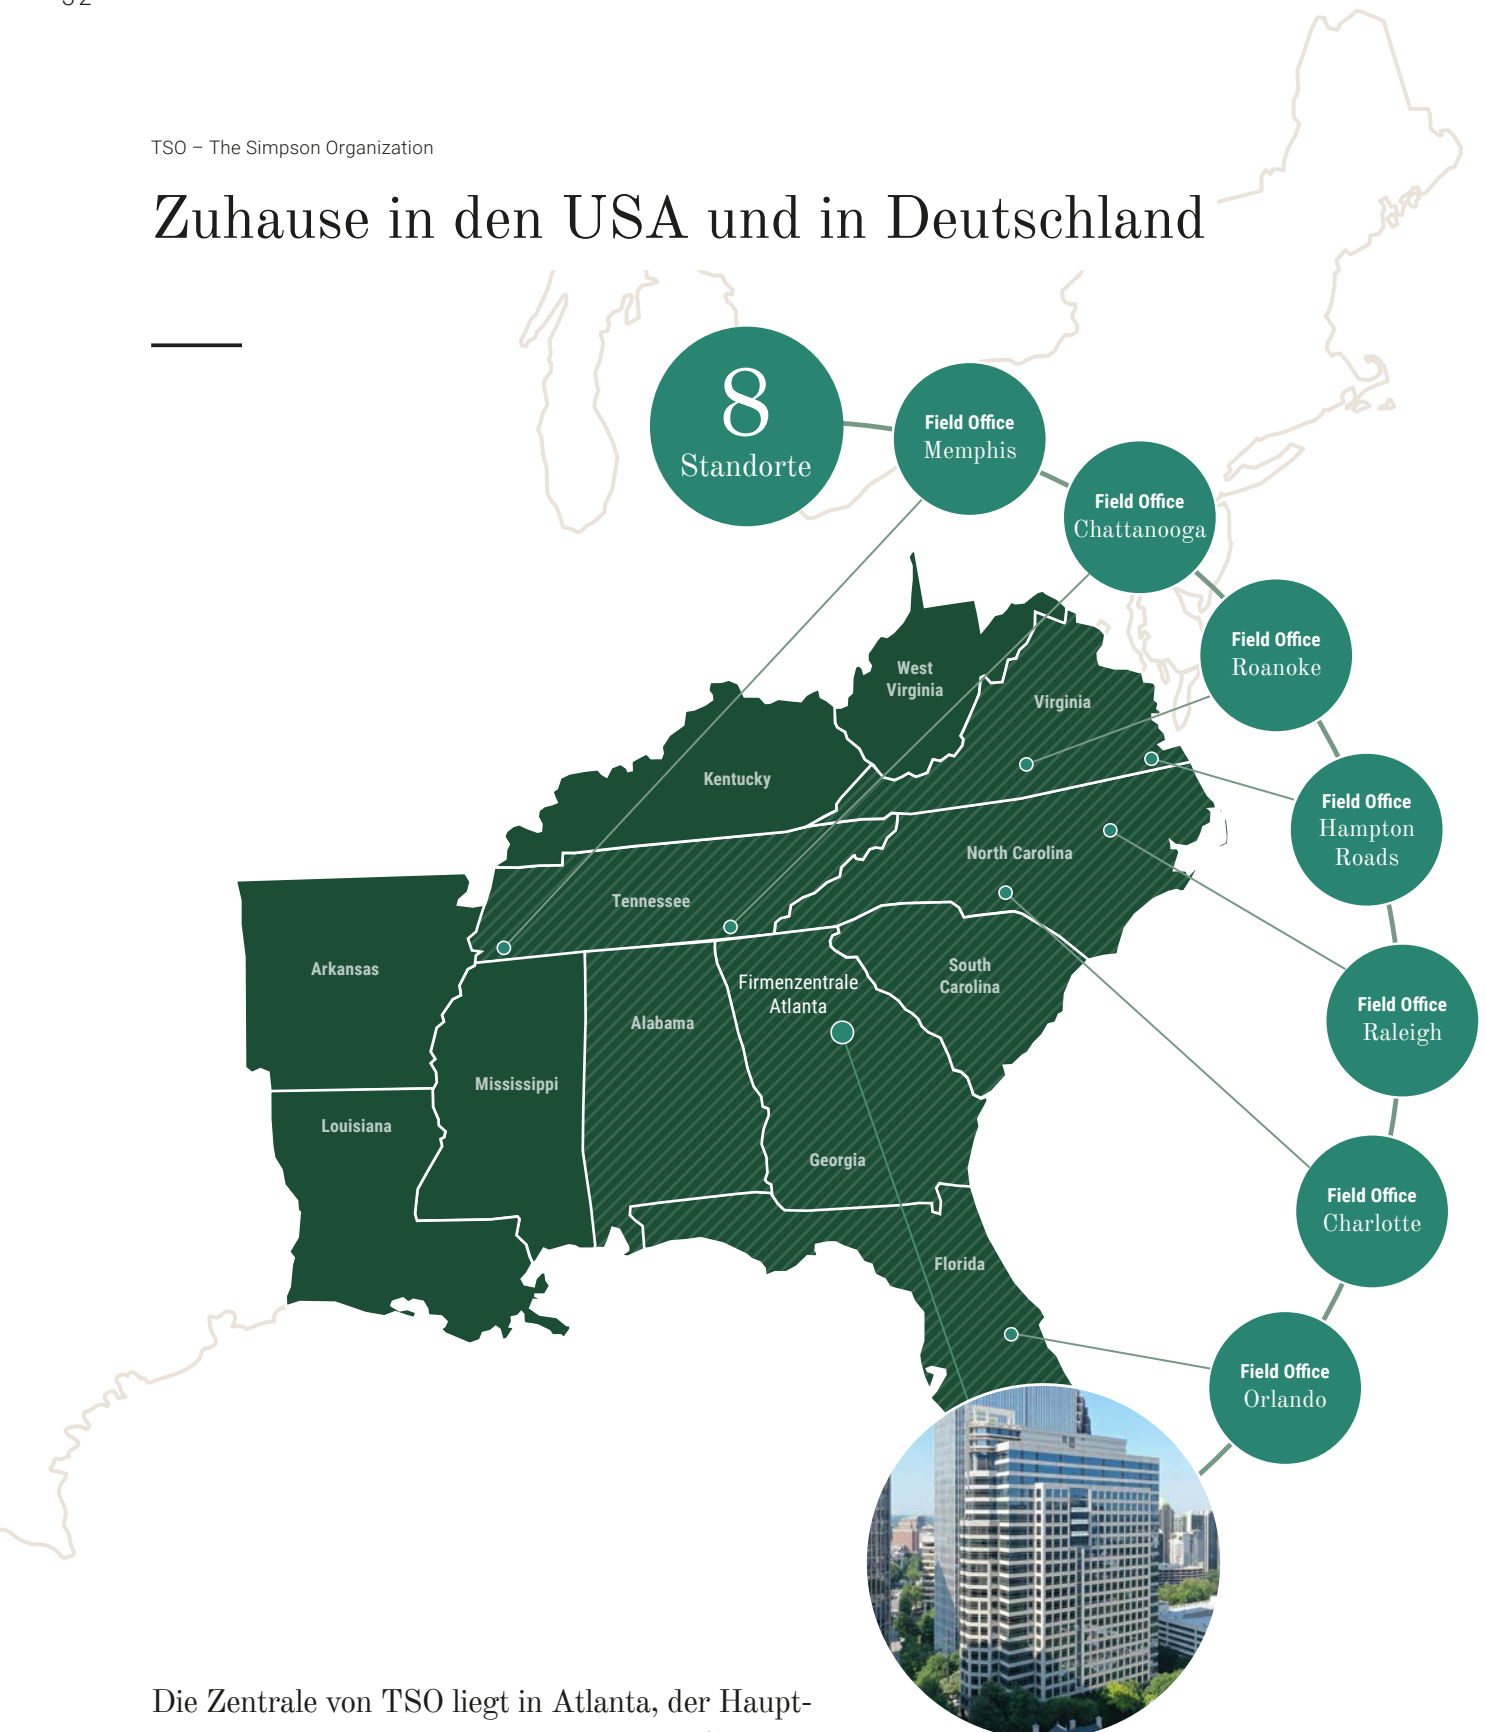 TSO – The Simpson Organization
Zuhause in den USA und in Deutschland
8
Standorte
Field Office
Memphis
Field Office
Chattanooga
Field Office
Roanoke
Field Office
Hampton
Roads
Field Office
Raleigh
Field Office
Charlotte
Field Office
Orlando
West
Virginia
Virginia
Kentucky
North Carolina
Tennessee
Arkansas
South
Carolina
Firmenzentrale
Atlanta
Alabama
Mississippi
Louisiana
Georgia
Florida
Die Zentrale von TSO liegt in Atlanta, der Haupt-